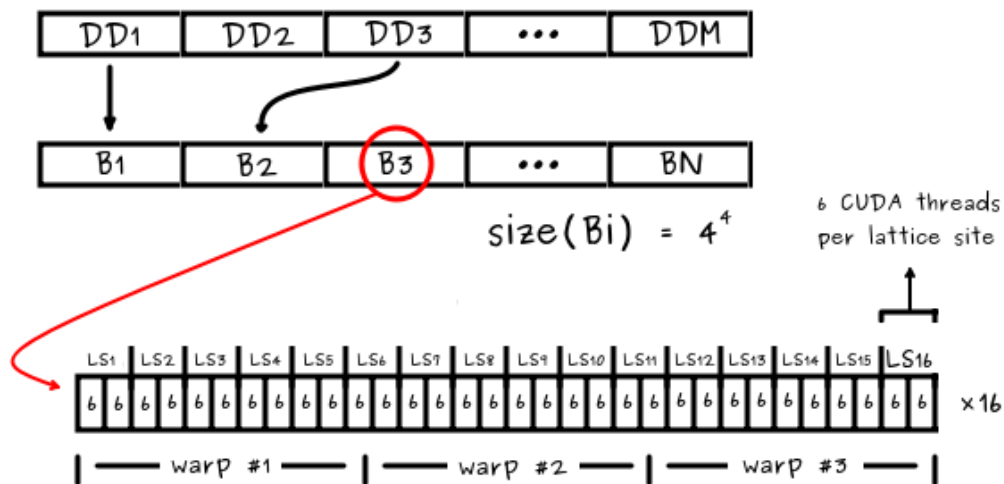 DD1 DD2 DD3 ... DDM
B1 B2 B3 ... BN
size(Bi) = 4⁴
6 CUDA threads
per lattice site
LS1 LS2 LS3 LS4 LS5 LS6 LS7 LS8 LS9 LS10 LS11 LS12 LS13 LS14 LS15 LS16
6 6 6 6 6 6 6 6 6 6 6 6 6 6 6 6 6 6 6 6 6 6 6 6 6 6 6 6 6 6 6 6 ×16
warp #1 warp #2 warp #3